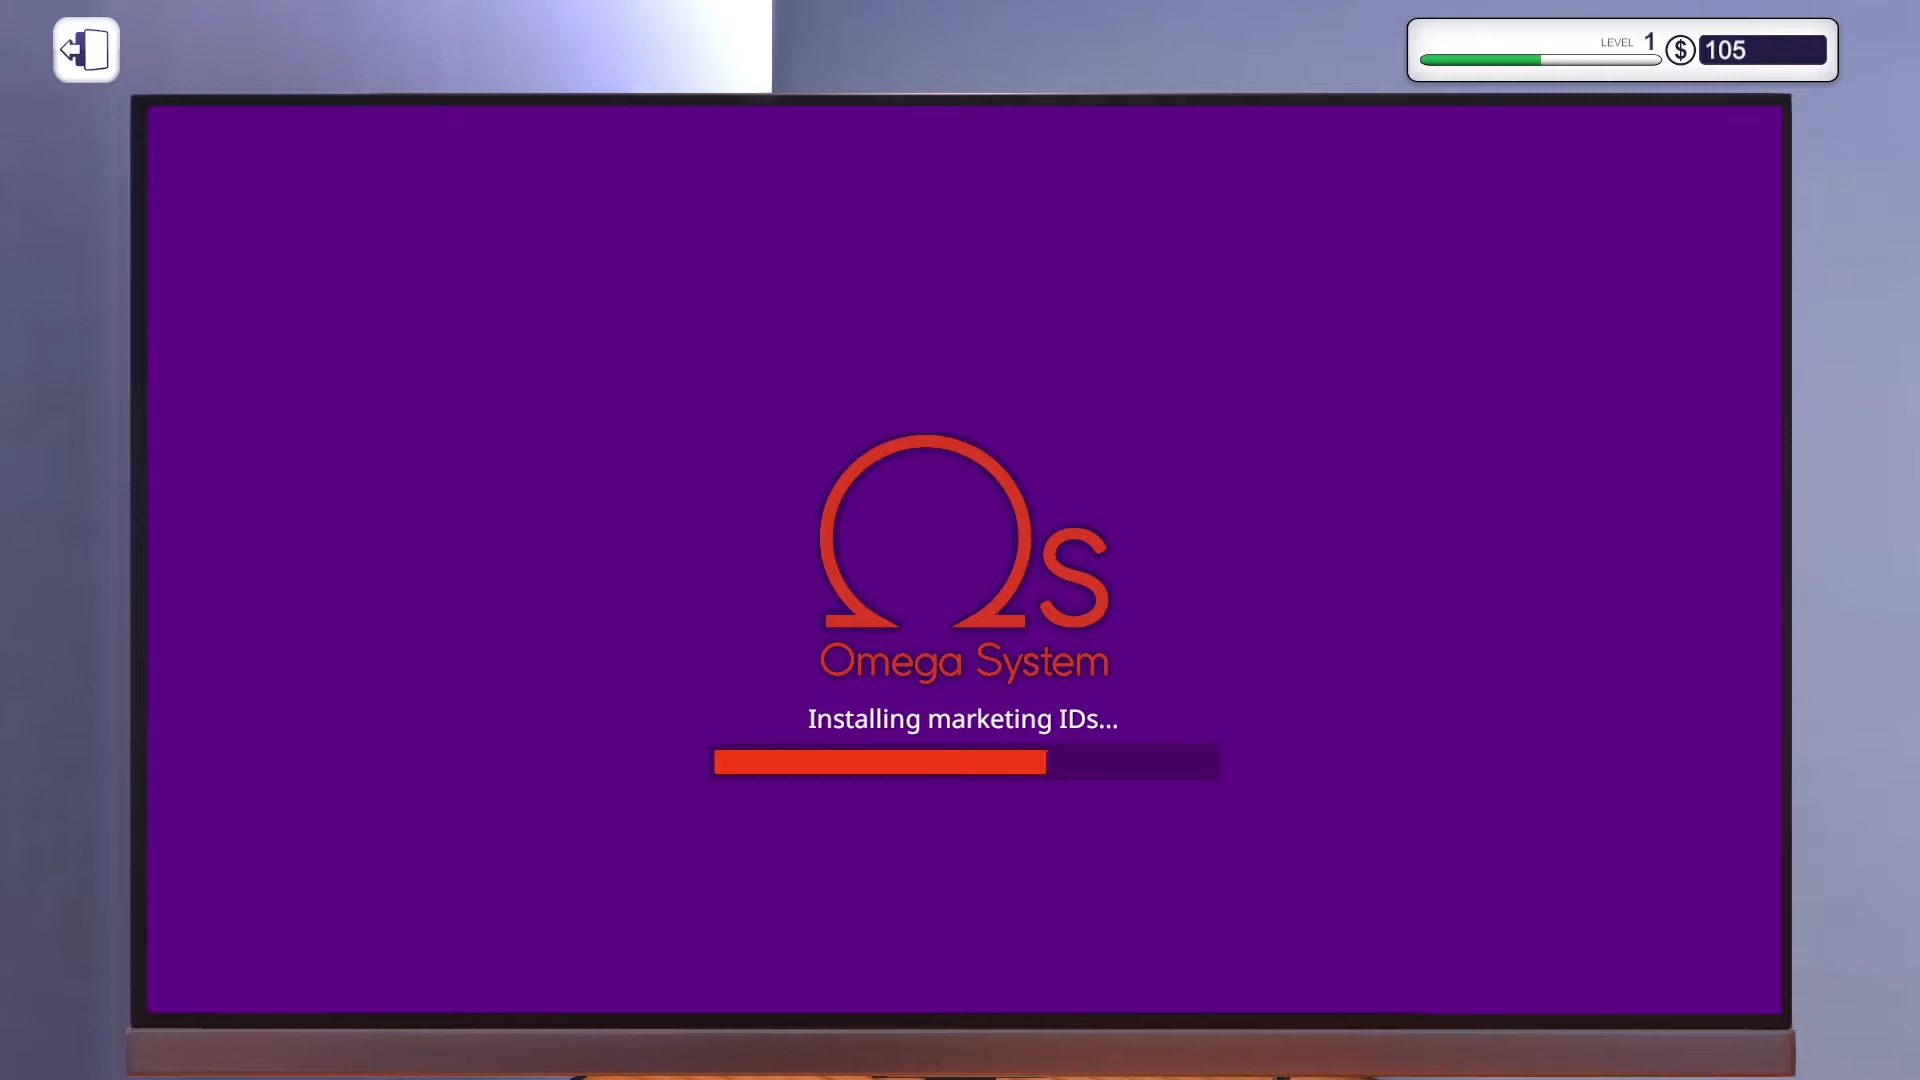 LEVEL 1
$ 105
Ωs
Omega System
Installing marketing IDs...